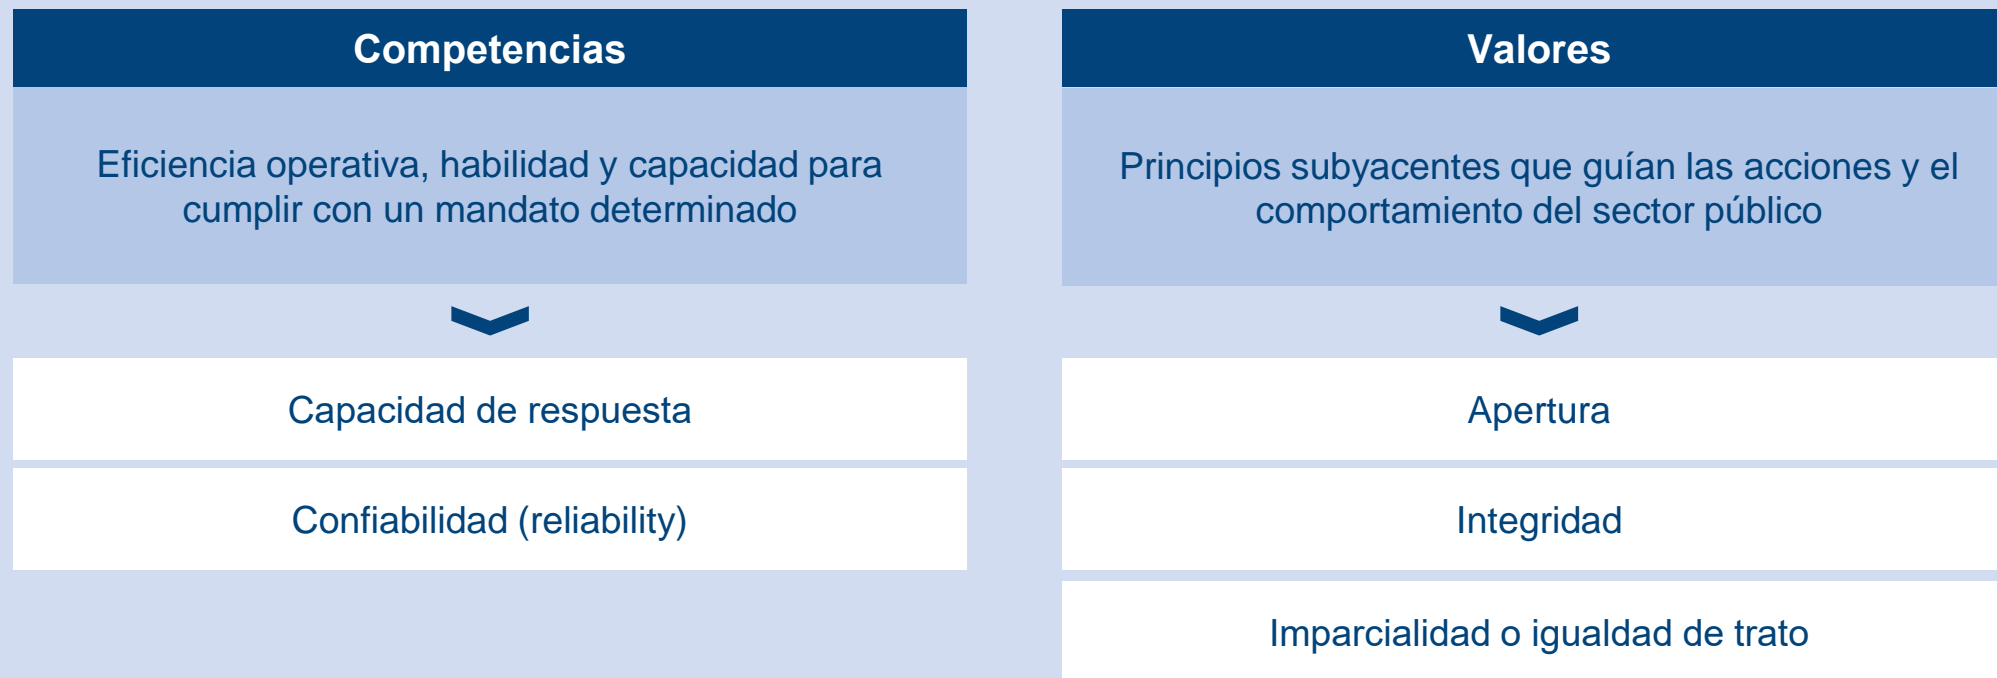 Competencias
Eficiencia operativa, habilidad y capacidad para
cumplir con un mandato determinado
Capacidad de respuesta
Confiabilidad (reliability)
Valores
Principios subyacentes que guían las acciones y el
comportamiento del sector público
Apertura
Integridad
Imparcialidad o igualdad de trato